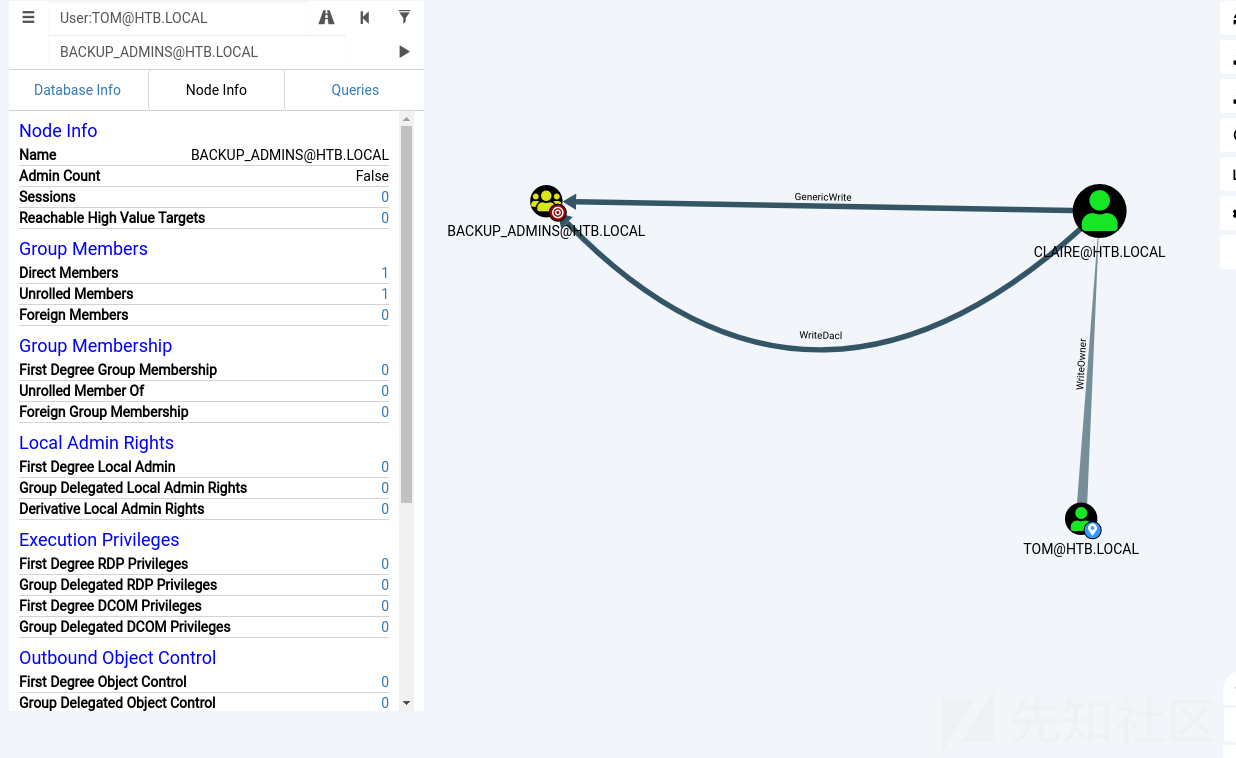 User:TOM@HTB.LOCAL
BACKUP_ADMINS@HTB.LOCAL
Database Info Node Info Queries
Node Info
Name BACKUP_ADMINS@HTB.LOCAL
Admin Count False
Sessions 0
Reachable High Value Targets 0
Group Members
Direct Members 1
Unrolled Members 1
Foreign Members 0
Group Membership
First Degree Group Membership 0
Unrolled Member Of 0
Foreign Group Membership 0
Local Admin Rights
First Degree Local Admin 0
Group Delegated Local Admin Rights 0
Derivative Local Admin Rights 0
Execution Privileges
First Degree RDP Privileges 0
Group Delegated RDP Privileges 0
First Degree DCOM Privileges 0
Group Delegated DCOM Privileges 0
Outbound Object Control
First Degree Object Control 0
Group Delegated Object Control 0
GenericWrite
BACKUP_ADMINS@HTB.LOCAL
CLAIRE@HTB.LOCAL
WriteDacl
WriteOwner
TOM@HTB.LOCAL
先知社区